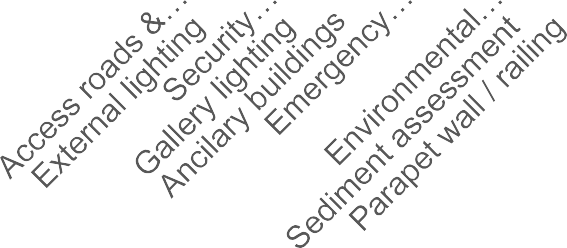 Access roads &...
External lighting
Security...
Gallery lighting
Ancilary buildings
Emergency...
Environmental...
Sediment assessment
Parapet wall / railing